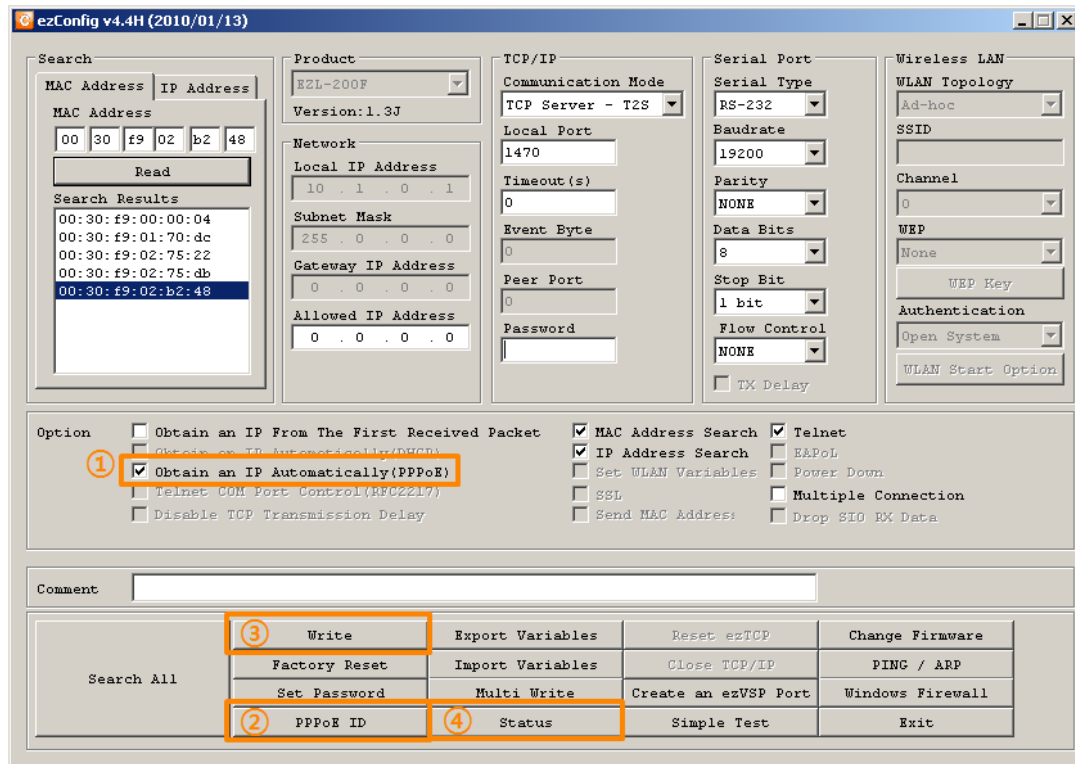 ezConfig v4.4H (2010/01/13)
Search
MAC Address
IP Address
MAC Address
00 30 f9 02 b2 48
Read
Search Results
00:30:f9:00:00:04
00:30:f9:01:70:dc
00:30:f9:02:75:22
00:30:f9:02:75:db
00:30:f9:02:b2:48
Product
EZL-200F
Version:1.3J
Network
Local IP Address
10 . 1 . 0 . 1
Subnet Mask
255 . 0 . 0 . 0
Gateway IP Address
0 . 0 . 0 . 0
Allowed IP Address
0 . 0 . 0 . 0
TCP/IP
Communication Mode
TCP Server - T2S
Local Port
1470
Timeout(s)
0
Event Byte
0
Peer Port
0
Password
Serial Port
Serial Type
RS-232
Baudrate
19200
Parity
NONE
Data Bits
8
Stop Bit
1 bit
Flow Control
NONE
TX Delay
Wireless LAN
WLAN Topology
Ad-hoc
SSID
Channel
0
WEP
None
WEP Key
Authentication
Open System
WLAN Start Option
Option
Obtain an IP From The First Received Packet
Obtain an IP Automatically(DHCP)
① Obtain an IP Automatically(PPPoE)
Telnet COM Port Control(RFC2217)
Disable TCP Transmission Delay
MAC Address Search
IP Address Search
Set WLAN Variables
SSL
Send MAC Address
Telnet
EAPoL
Power Down
Multiple Connection
Drop SIO RX Data
Comment
Search All
③ Write
Export Variables
Reset ezTCP
Change Firmware
Factory Reset
Import Variables
Close TCP/IP
PING / ARP
Set Password
Multi Write
Create an ezVSP Port
Windows Firewall
② PPPoE ID
④ Status
Simple Test
Exit